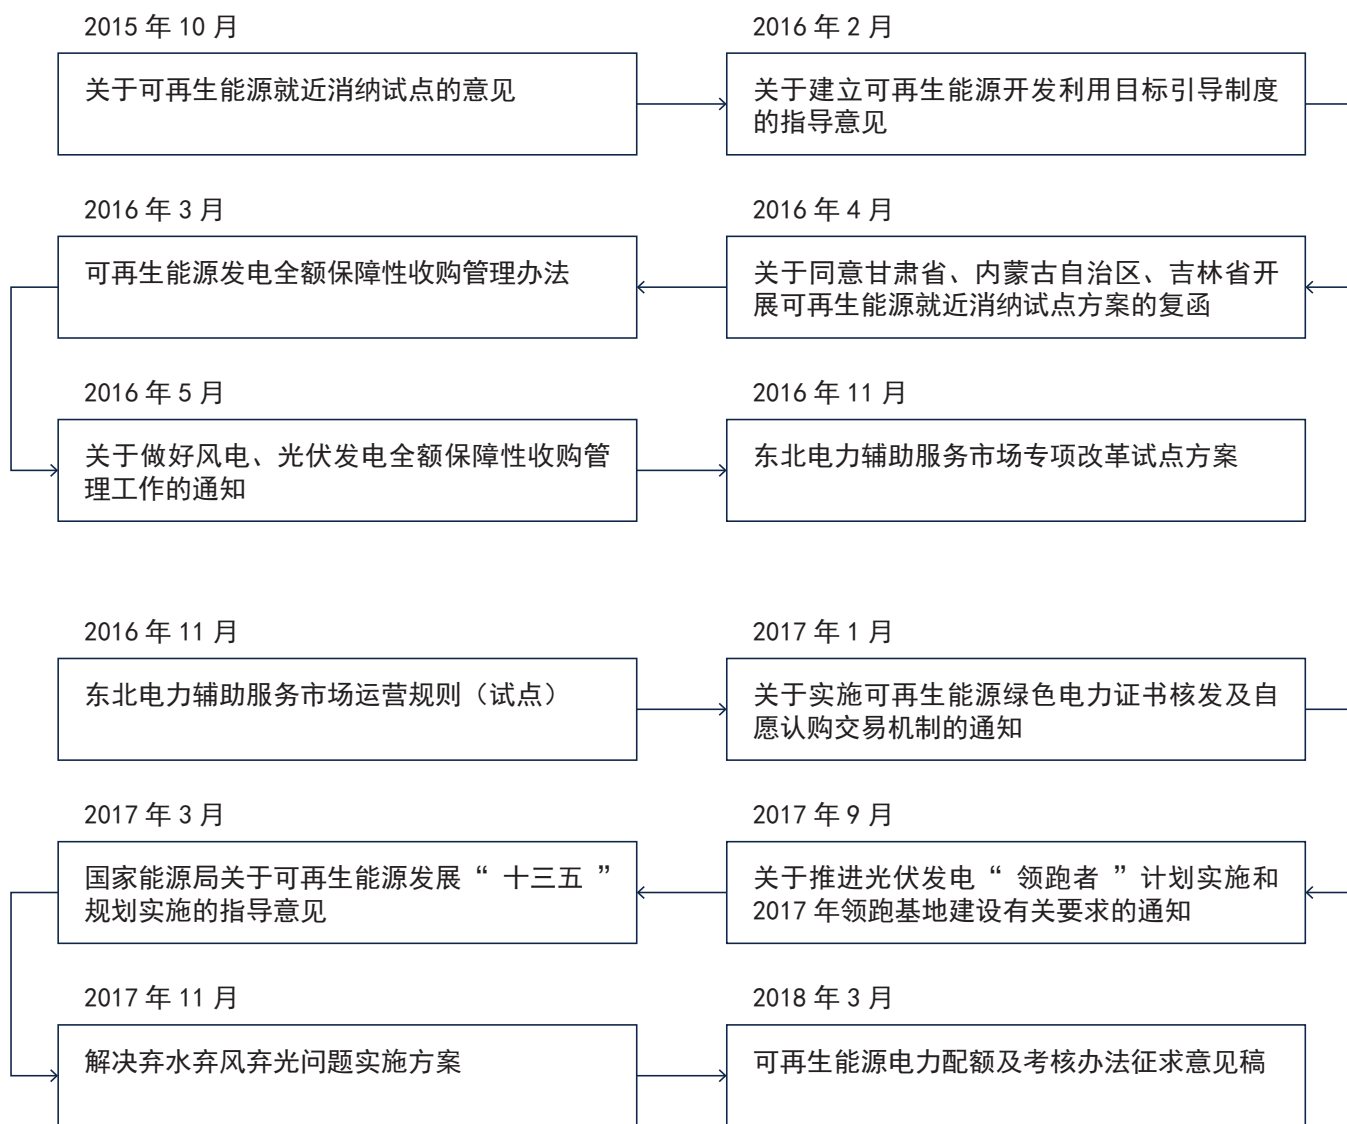 2015 年 10 月
关于可再生能源就近消纳试点的意见
2016 年 2 月
关于建立可再生能源开发利用目标引导制度
的指导意见
2016 年 3 月
可再生能源发电全额保障性收购管理办法
2016 年 4 月
关于同意甘肃省、内蒙古自治区、吉林省开
展可再生能源就近消纳试点方案的复函
2016 年 5 月
关于做好风电、光伏发电全额保障性收购管
理工作的通知
2016 年 11 月
东北电力辅助服务市场专项改革试点方案
2016 年 11 月
东北电力辅助服务市场运营规则（试点）
2017 年 1 月
关于实施可再生能源绿色电力证书核发及自
愿认购交易机制的通知
2017 年 3 月
国家能源局关于可再生能源发展“ 十三五 ”
规划实施的指导意见
2017 年 9 月
关于推进光伏发电“ 领跑者 ”计划实施和
2017 年领跑基地建设有关要求的通知
2017 年 11 月
解决弃水弃风弃光问题实施方案
2018 年 3 月
可再生能源电力配额及考核办法征求意见稿